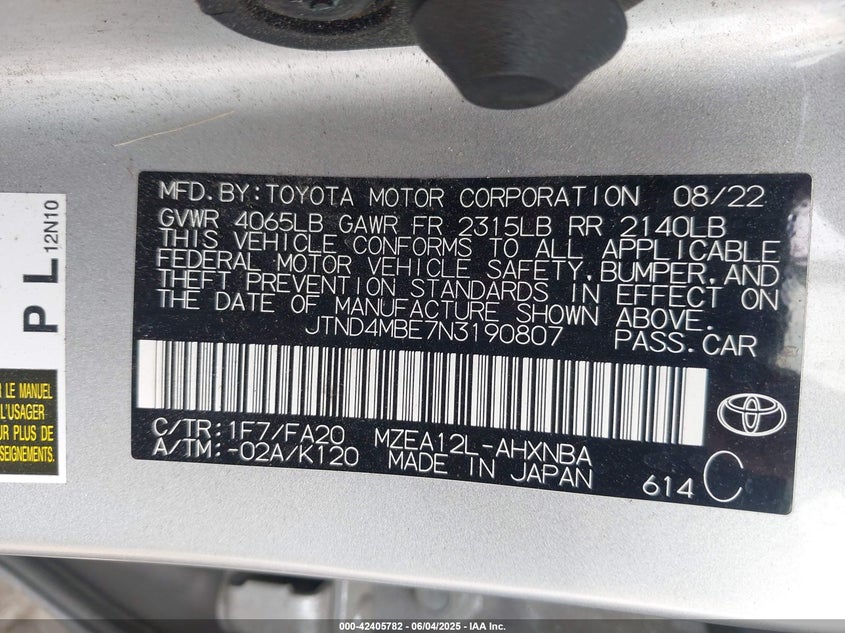 MFD. BY: TOYOTA MOTOR CORPORATION 08/22
GVWR 4065LB GAWR FR 2315LB RR 2140LB
THIS VEHICLE CONFORMS TO ALL APPLICABLE
FEDERAL MOTOR VEHICLE SAFETY, BUMPER, AND
THEFT PREVENTION STANDARDS IN EFFECT ON
THE DATE OF MANUFACTURE SHOWN ABOVE.
JTND4MBE7N3190807 PASS. CAR
C/TR: 1F7/FA20 MZEA12L-AHXNBA
A/TM: -02A/K120 MADE IN JAPAN
614 C
P L 12N10
R LE MANUEL
L'USAGER
UR PLUS DE
SEIGNEMENTS.
000-42405782 - 06/04/2025 - IAA Inc.